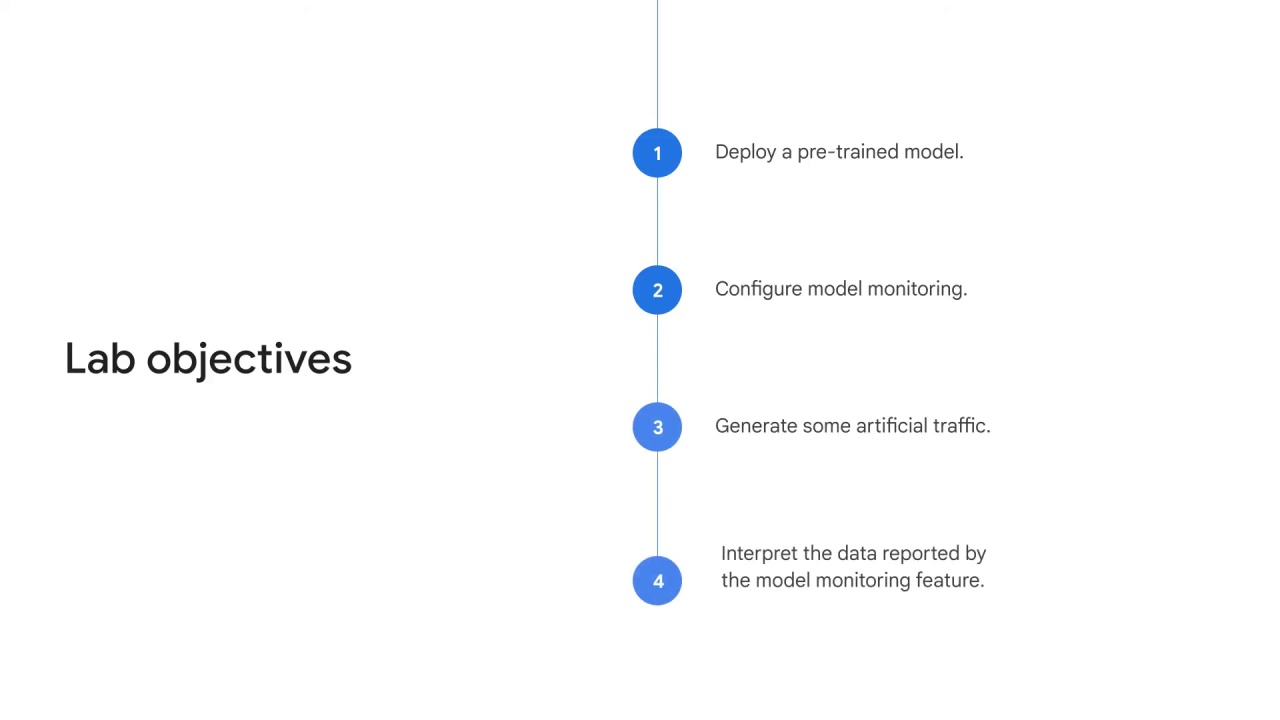 Lab objectives
1
Deploy a pre-trained model.
2
Configure model monitoring.
3
Generate some artificial traffic.
4
Interpret the data reported by
the model monitoring feature.